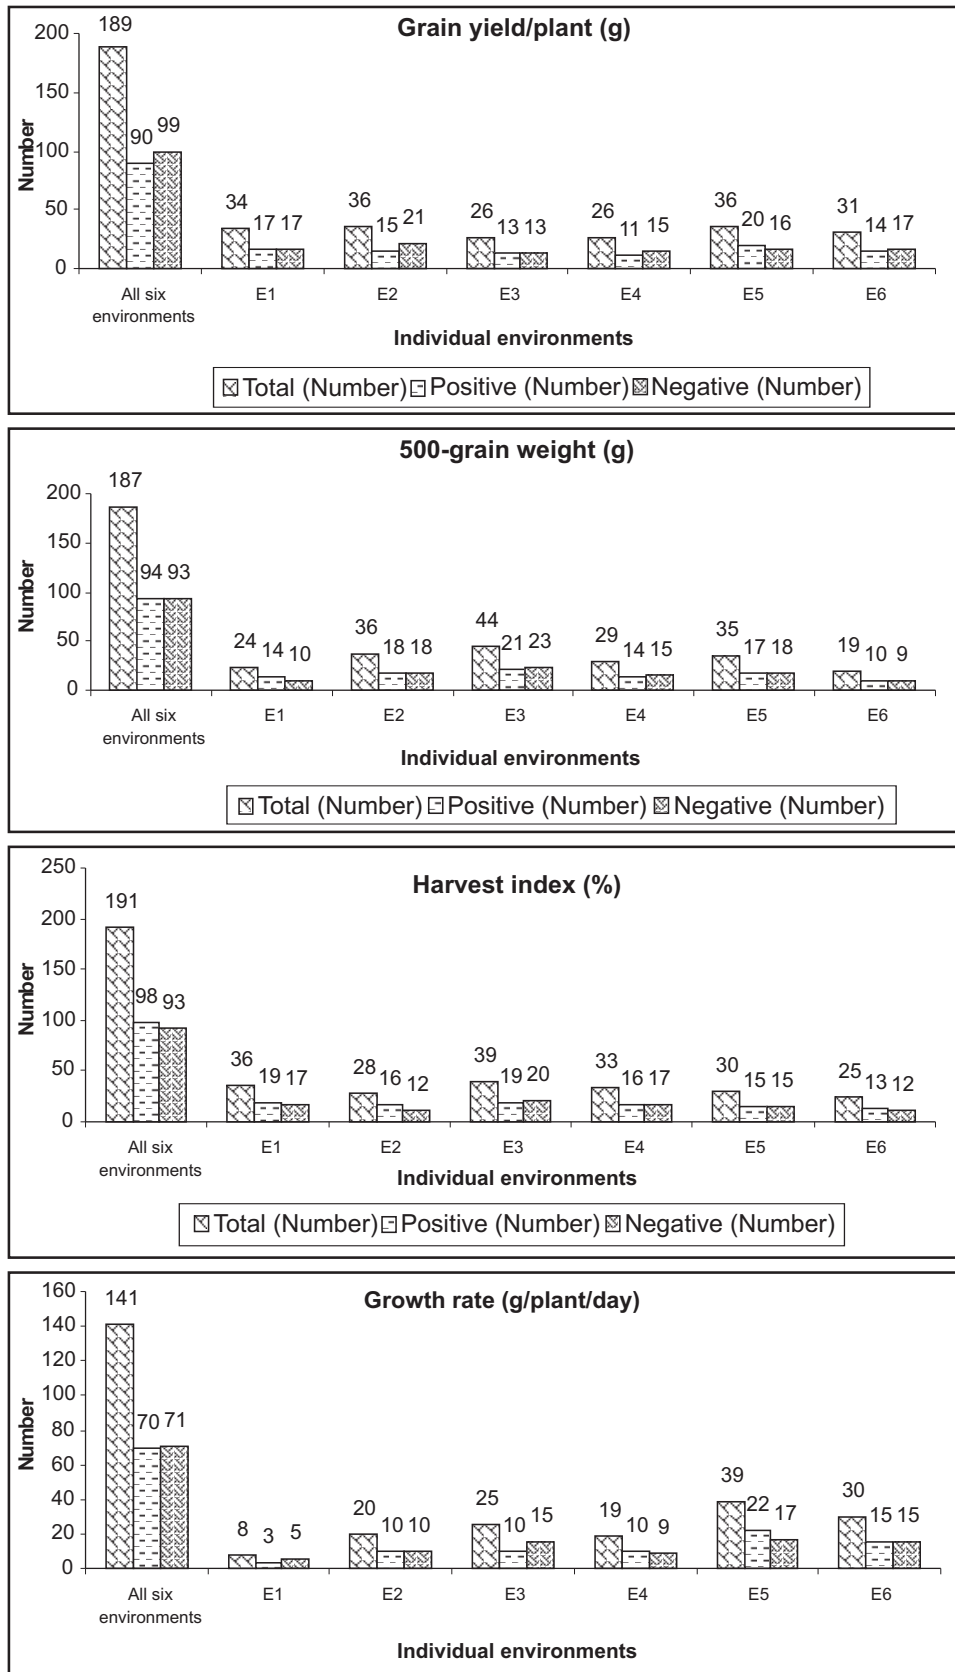 Grain yield/plant (g)
200
150
100
50
0
Number
189
90 99
34
17 17
36
15 21
26
13 13
26
11 15
36
20 16
31
14 17
All six
environments
E1 E2 E3 E4 E5 E6
Individual environments
Total (Number) Positive (Number) Negative (Number)
500-grain weight (g)
200
150
100
50
0
Number
187
94 93
24
14 10
36
18 18
44
21 23
29
14 15
35
17 18
19
10 9
All six
environments
E1 E2 E3 E4 E5 E6
Individual environments
Total (Number) Positive (Number) Negative (Number)
Harvest index (%)
250
200
150
100
50
0
Number
191
98 93
36
19 17
28
16 12
39
19 20
33
16 17
30
15 15
25
13 12
All six
environments
E1 E2 E3 E4 E5 E6
Individual environments
Total (Number) Positive (Number) Negative (Number)
Growth rate (g/plant/day)
160
140
120
100
80
60
40
20
0
Number
141
70 71
8 3 5
20
10 10
25
10 15
19
10 9
39
22 17
30
15 15
All six
environments
E1 E2 E3 E4 E5 E6
Individual environments